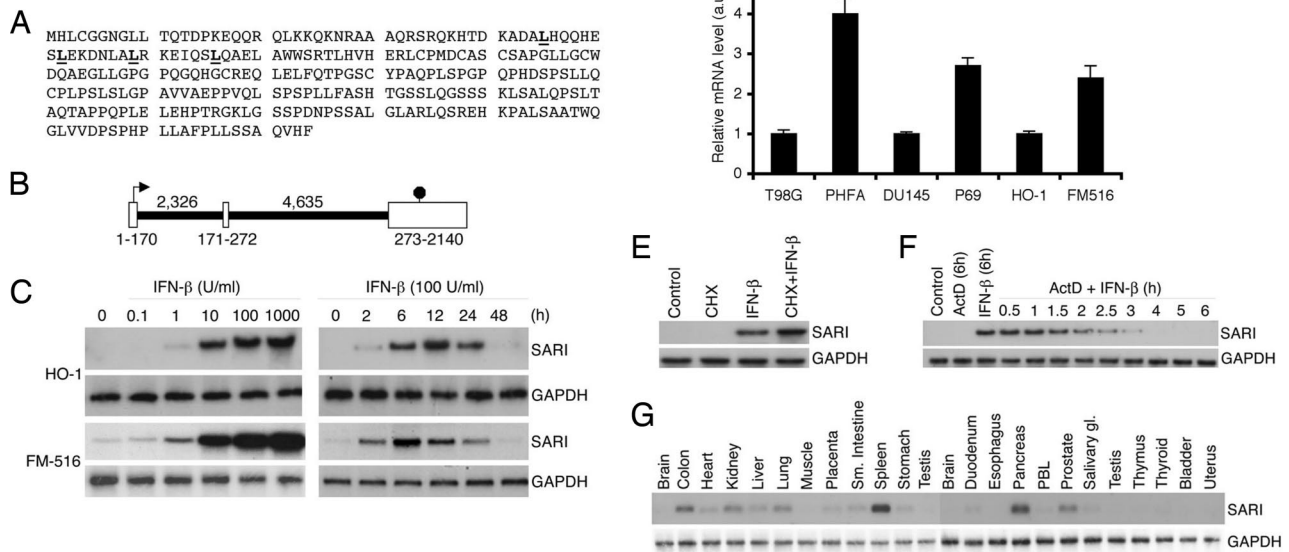 A
MHLCGGNGLL TQTDPKEQQR QLKKQKNRAA AQRSRQKHTD KADALHQQHE
SLEKDNLALR KEIQSLQAEL AWWSRTLHVH ERLCPMDCAS CSAPGLLGCW
DQAEGLLGPG PQGQHGCREQ LELFQTPGSC YPAQPLSPGP QPHDSPSLLQ
CPLPSLSLGP AVVAEPPVQL SPSPLLFASH TGSSLQGSSS KLSALQPSLT
AQTAPPQPLE LEHPTRGKLG SSPDNPSSAL GLARLQSREH KPALSAATWQ
GLVVDPSPHP LLAFPLLSSA QVHF
B
2,326 4,635
1-170 171-272 273-2140
C
IFN-β (U/ml) IFN-β (100 U/ml)
0 0.1 1 10 100 1000 0 2 6 12 24 48 (h)
SARI
HO-1
GAPDH
SARI
FM-516
GAPDH
Relative mRNA level (a.u
4
3
2
1
0
T98G PHFA DU145 P69 HO-1 FM516
E
Control CHX IFN-β CHX+IFN-β
SARI
GAPDH
F
Control ActD (6h) IFN-β (6h) ActD + IFN-β (h)
0.5 1 1.5 2 2.5 3 4 5 6
SARI
GAPDH
G
Brain Colon Heart Kidney Liver Lung Muscle Placenta Sm. Intestine Spleen Stomach Testis Brain Duodenum Esophagus Pancreas PBL Prostate Salivary gl. Testis Thymus Thyroid Bladder Uterus
SARI
GAPDH